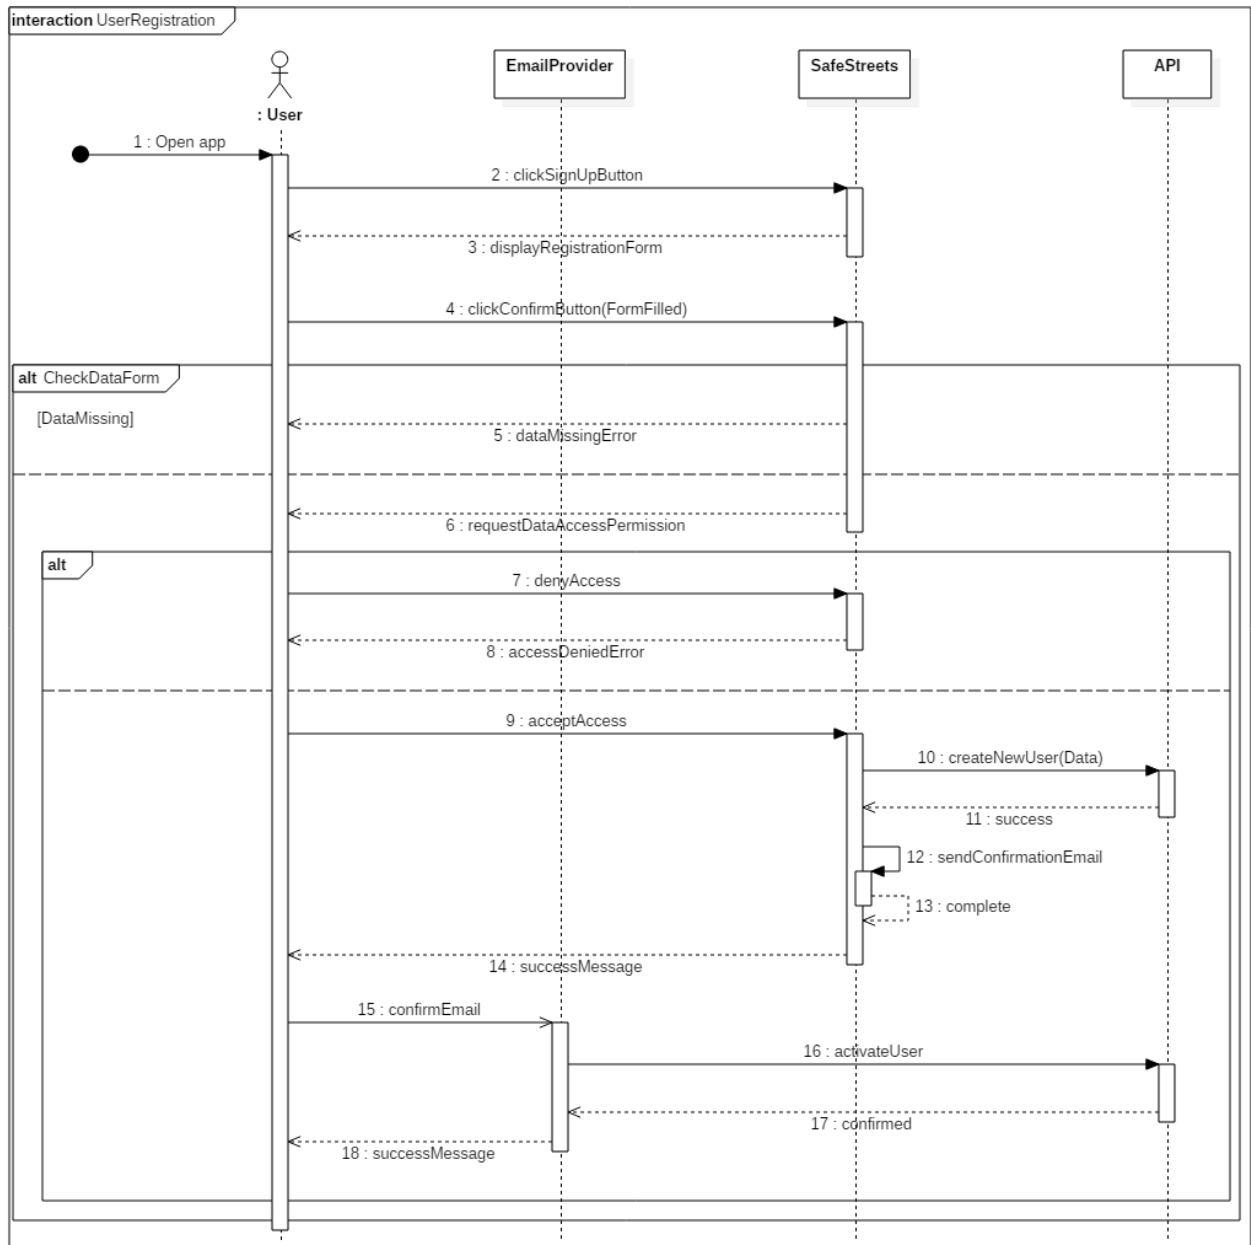 interaction UserRegistration
EmailProvider
SafeStreets
API
: User
1 : Open app
2 : clickSignUpButton
3 : displayRegistrationForm
4 : clickConfirmButton(FormFilled)
alt CheckDataForm
[DataMissing]
5 : dataMissingError
6 : requestDataAccessPermission
alt
7 : denyAccess
8 : accessDeniedError
9 : acceptAccess
10 : createNewUser(Data)
11 : success
12 : sendConfirmationEmail
13 : complete
14 : successMessage
15 : confirmEmail
16 : activateUser
17 : confirmed
18 : successMessage